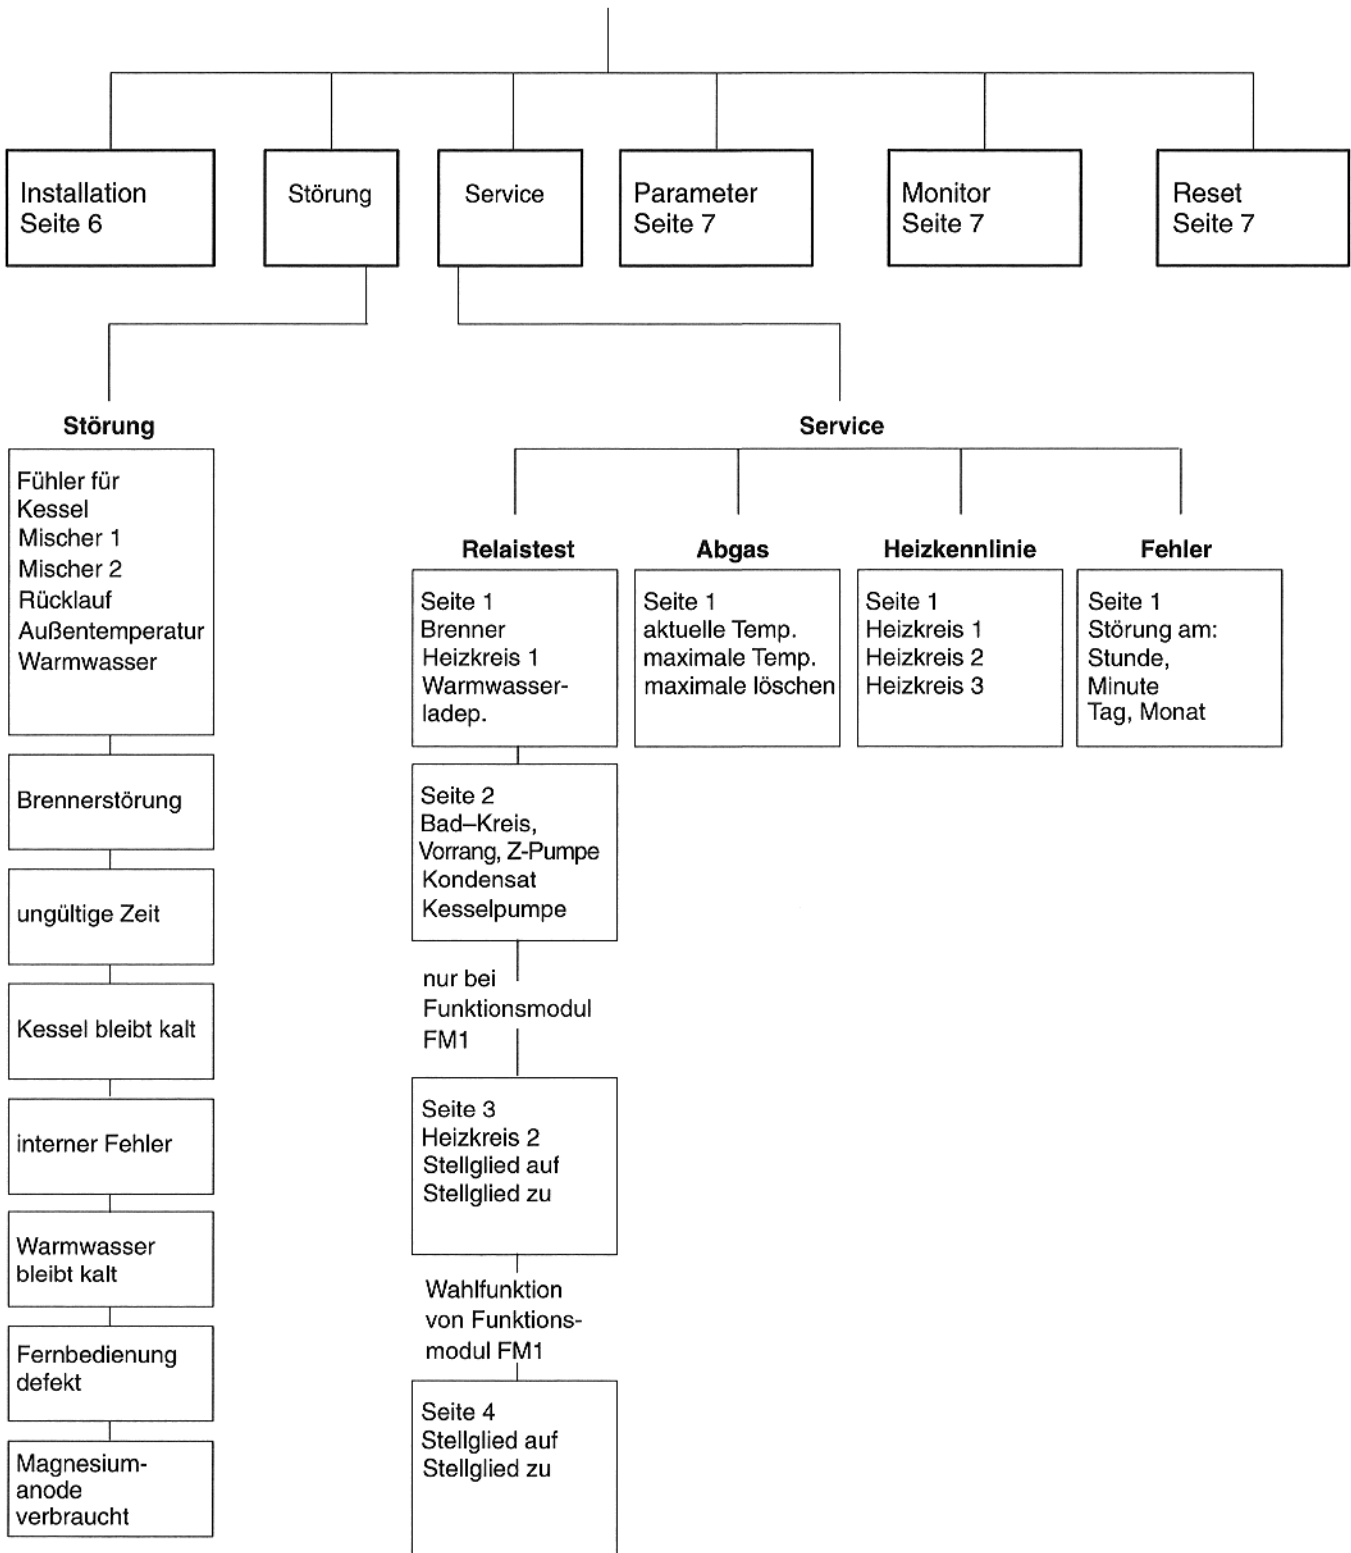 Installation
Seite 6
Störung
Service
Parameter
Seite 7
Monitor
Seite 7
Reset
Seite 7
Störung
Fühler für
Kessel
Mischer 1
Mischer 2
Rücklauf
Außentemperatur
Warmwasser
Brennerstörung
ungültige Zeit
Kessel bleibt kalt
interner Fehler
Warmwasser
bleibt kalt
Fernbedienung
defekt
Magnesium-
anode
verbraucht
Service
Relaistest
Seite 1
Brenner
Heizkreis 1
Warmwasser-
ladep.
Seite 2
Bad–Kreis,
Vorrang, Z-Pumpe
Kondensat
Kesselpumpe
nur bei
Funktionsmodul
FM1
Seite 3
Heizkreis 2
Stellglied auf
Stellglied zu
Wahlfunktion
von Funktions-
modul FM1
Seite 4
Stellglied auf
Stellglied zu
Abgas
Seite 1
aktuelle Temp.
maximale Temp.
maximale löschen
Heizkennlinie
Seite 1
Heizkreis 1
Heizkreis 2
Heizkreis 3
Fehler
Seite 1
Störung am:
Stunde,
Minute
Tag, Monat